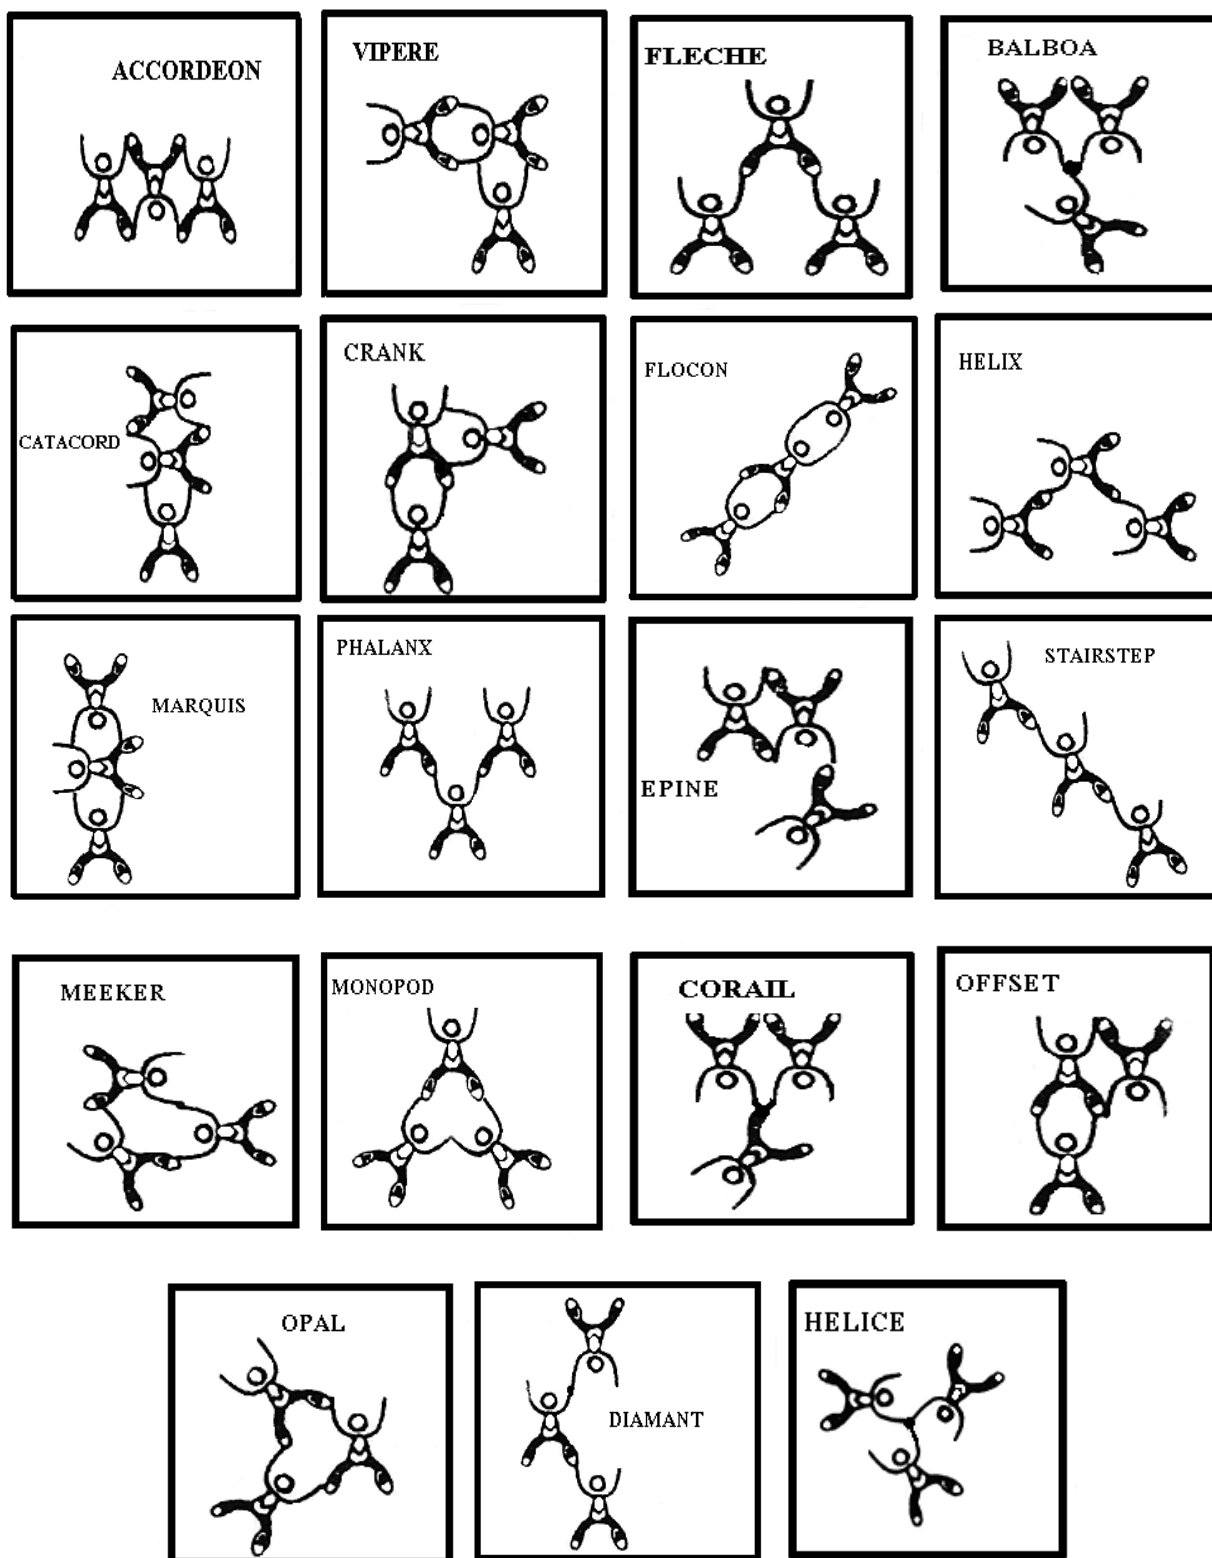 ACCORDEON
VIPERE
FLECHE
BALBOA
CATACORD
CRANK
FLOCON
HELIX
MARQUIS
PHALANX
EPINE
STAIRSTEP
MEEKER
MONOPOD
CORAIL
OFFSET
OPAL
DIAMANT
HELICE